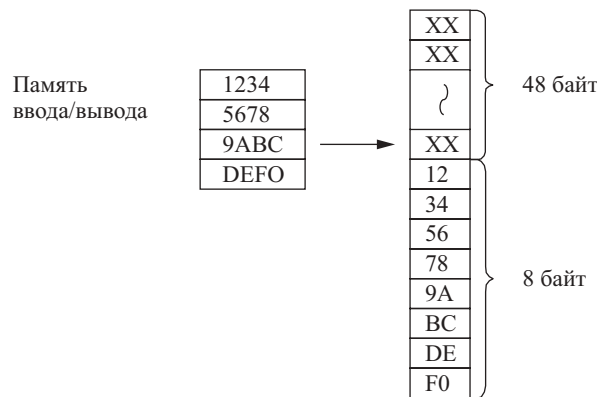 Память
ввода/вывода
1234
5678
9ABC
DEFO
XX
XX
XX
12
34
56
78
9A
BC
DE
F0
48 байт
8 байт